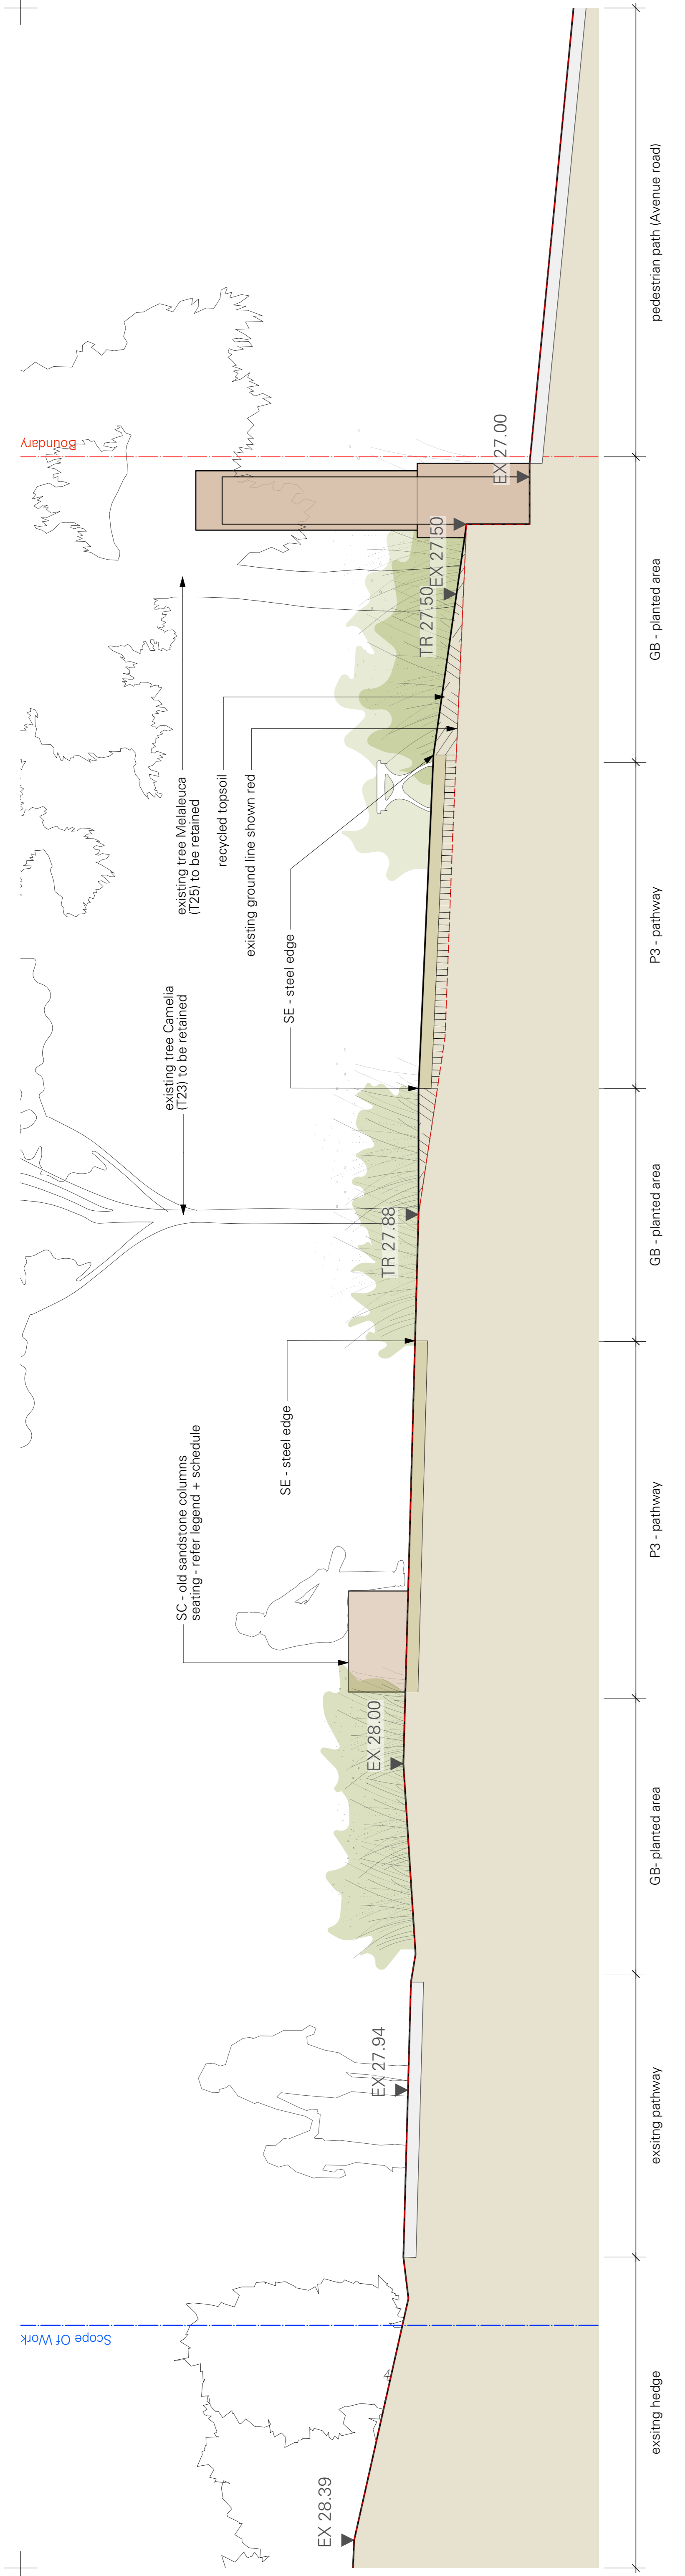 Scope Of Work
Boundary
EX 28.39
EX 27.94
EX 28.00
SC - old sandstone columns
seating - refer legend + schedule
SE - steel edge
TR 27.88
existing tree Camelia
(T23) to be retained
SE - steel edge
existing tree Melaleuca
(T25) to be retained
recycled topsoil
existing ground line shown red
TR 27.50
EX 27.50
EX 27.00
exsitng hedge
exsitng pathway
GB- planted area
P3 - pathway
GB - planted area
P3 - pathway
GB - planted area
pedestrian path (Avenue road)